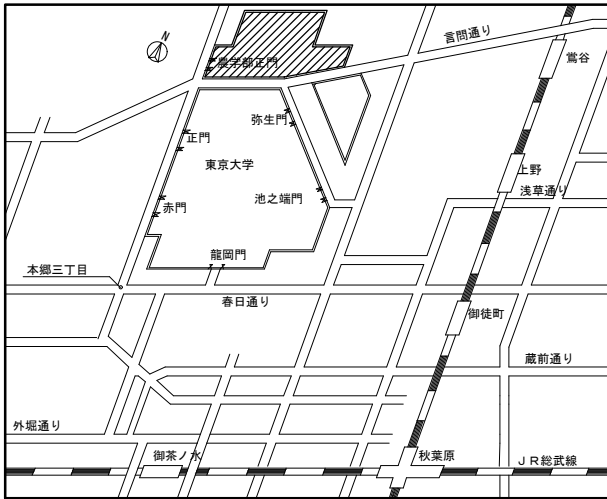 N
言問通り
鶯谷
農学部正門
弥生門
正門
東京大学
上野
浅草通り
池之端門
赤門
龍岡門
本郷三丁目
春日通り
御徒町
蔵前通り
外堀通り
御茶ノ水
秋葉原
JR総武線